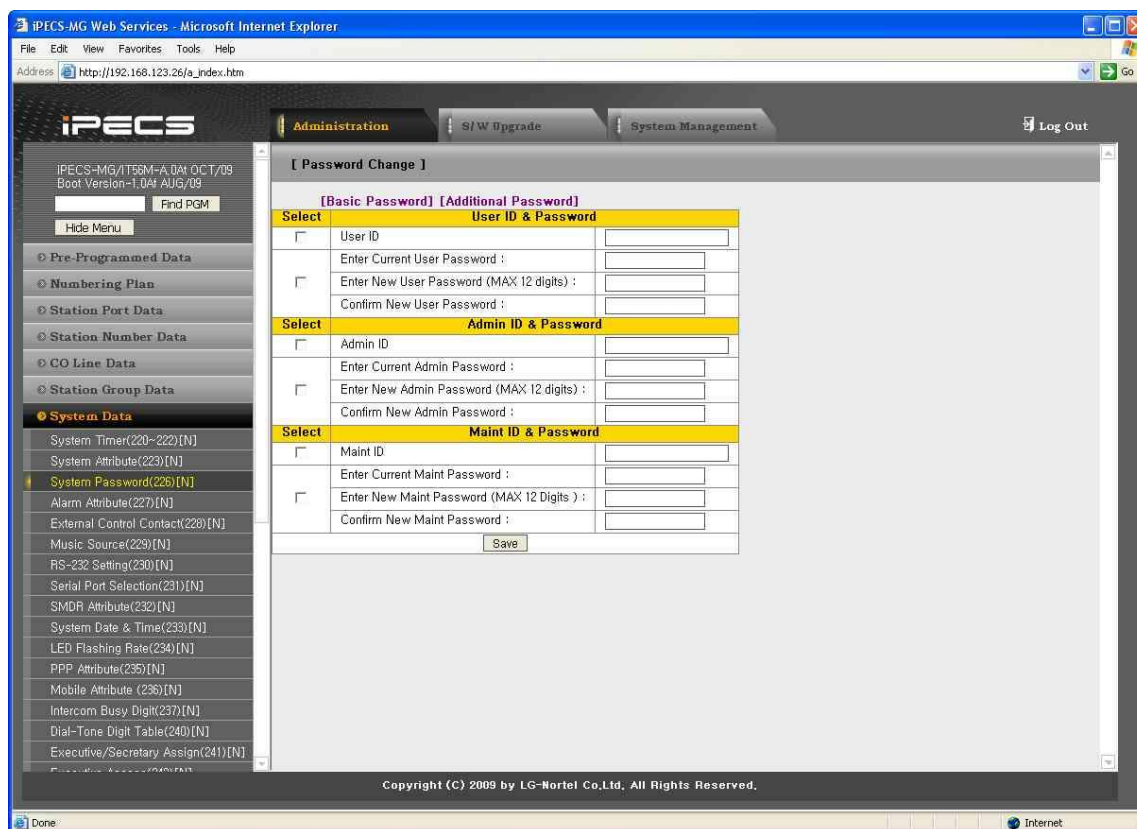 iPECS-MG Web Services - Microsoft Internet Explorer
File Edit View Favorites Tools Help
Address http://192.168.123.26/a_index.htm Go
iPECS
Administration S/W Upgrade System Management Log Out
iPECS-MG/IT56M-A.0At OCT/09
Boot Version-1.0Af AUG/09
Find PGM
Hide Menu
Pre-Programmed Data
Numbering Plan
Station Port Data
Station Number Data
CO Line Data
Station Group Data
System Data
System Timer(220~222)[N]
System Attribute(223)[N]
System Password(226)[N]
Alarm Attribute(227)[N]
External Control Contact(228)[N]
Music Source(229)[N]
RS-232 Setting(230)[N]
Serial Port Selection(231)[N]
SMDR Attribute(232)[N]
System Date & Time(233)[N]
LED Flashing Rate(234)[N]
PPP Attribute(235)[N]
Mobile Attribute (236)[N]
Intercom Busy Digit(237)[N]
Dial-Tone Digit Table(240)[N]
Executive/Secretary Assign(241)[N]
[ Password Change ]
[Basic Password] [Additional Password]
Select User ID & Password
User ID
Enter Current User Password :
Enter New User Password (MAX 12 digits) :
Confirm New User Password :
Select Admin ID & Password
Admin ID
Enter Current Admin Password :
Enter New Admin Password (MAX 12 digits) :
Confirm New Admin Password :
Select Maint ID & Password
Maint ID
Enter Current Maint Password :
Enter New Maint Password (MAX 12 Digits ) :
Confirm New Maint Password :
Save
Copyright (C) 2009 by LG-Nortel Co,Ltd, All Rights Reserved,
Done Internet